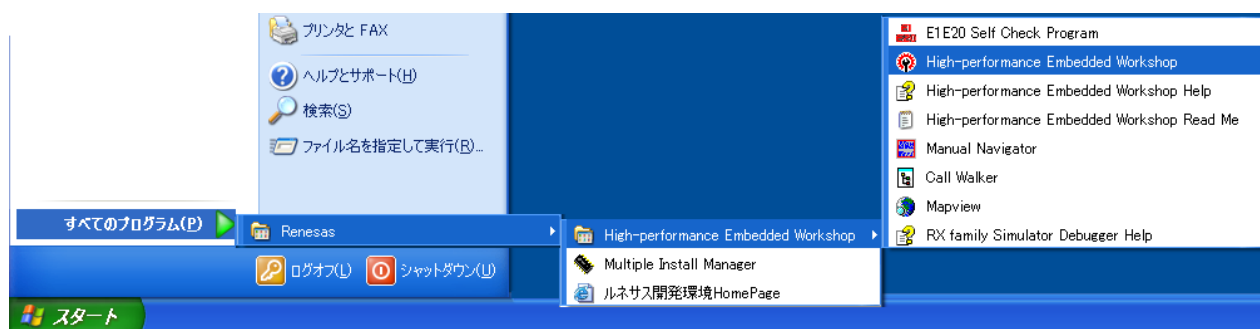 プリンタと FAX
ヘルプとサポート(H)
検索(S)
ファイル名を指定して実行(R)...
すべてのプログラム(P)
ログオフ(L)
シャットダウン(U)
スタート
Renesas
High-performance Embedded Workshop
Multiple Install Manager
ルネサス開発環境HomePage
E1E20 Self Check Program
High-performance Embedded Workshop
High-performance Embedded Workshop Help
High-performance Embedded Workshop Read Me
Manual Navigator
Call Walker
Mapview
RX family Simulator Debugger Help